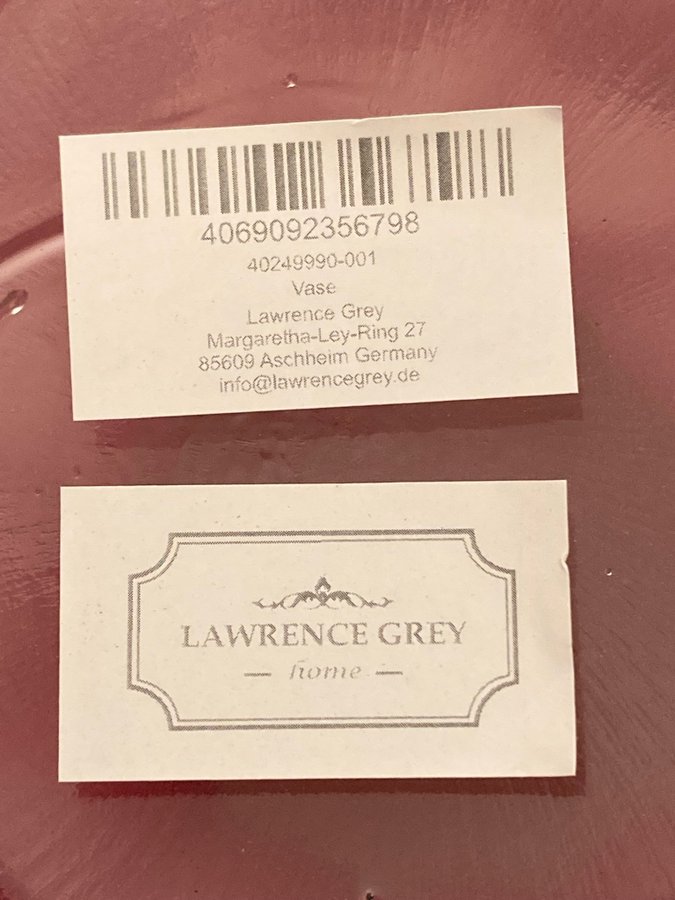 4069092356798
40249990-001
Vase
Lawrence Grey
Margaretha-Ley-Ring 27
85609 Aschheim Germany
info@lawrencegrey.de
LAWRENCE GREY
— home —